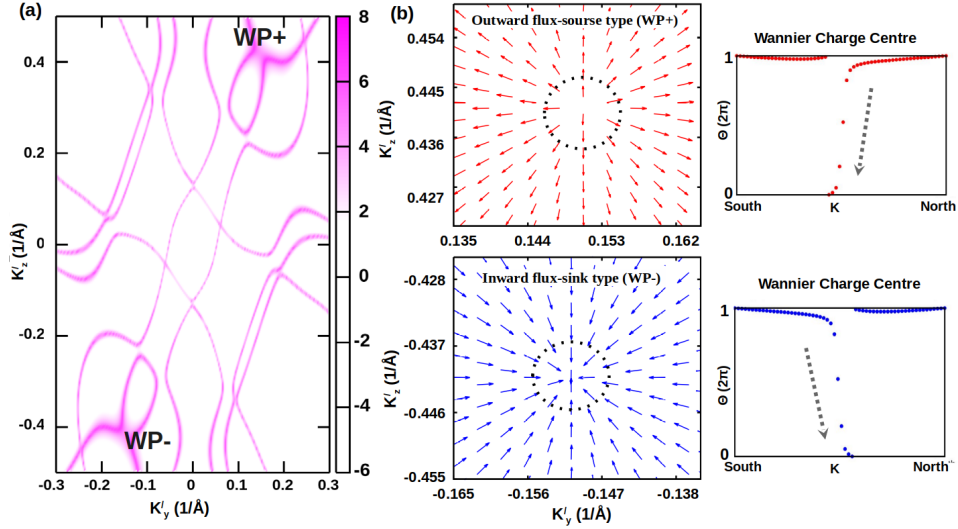 (a)
WP+
WP-
0.4
0.2
0
-0.2
-0.4
-0.3
-0.2
-0.1
0
0.1
0.2
0.3
K'z (1/Å)
K'y (1/Å)
8
6
4
2
0
-2
-4
-6
(b)
Outward flux-sourse type (WP+)
0.454
0.445
0.436
0.427
0.135
0.144
0.153
0.162
K'z (1/Å)
Inward flux-sink type (WP-)
-0.428
-0.437
-0.446
-0.455
-0.165
-0.156
-0.147
-0.138
K'z (1/Å)
K'y (1/Å)
Wannier Charge Centre
1
Θ (2π)
0
South
K
North
Wannier Charge Centre
1
Θ (2π)
0
South
K
North